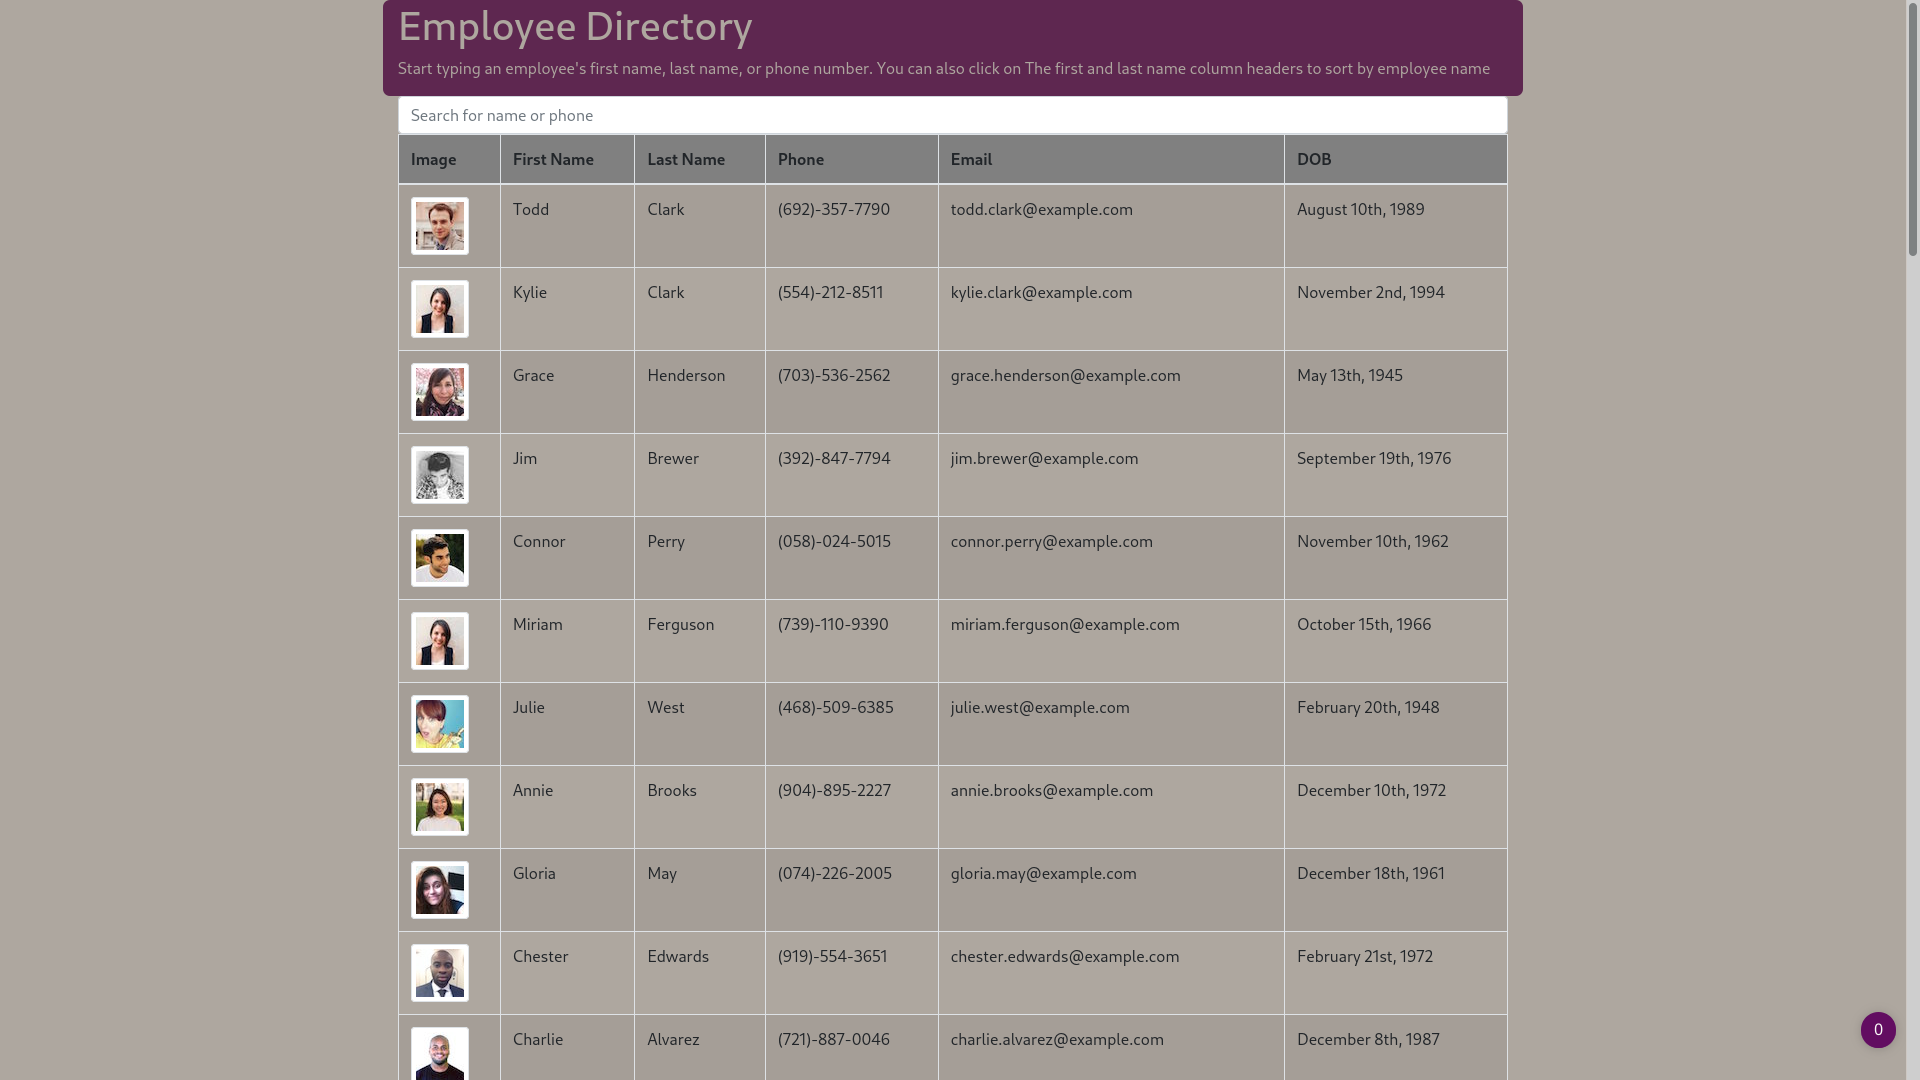 Employee Directory
Start typing an employee's first name, last name, or phone number. You can also click on The first and last name column headers to sort by employee name
Search for name or phone
Image First Name Last Name Phone Email DOB
Todd Clark (692)-357-7790 todd.clark@example.com August 10th, 1989
Kylie Clark (554)-212-8511 kylie.clark@example.com November 2nd, 1994
Grace Henderson (703)-536-2562 grace.henderson@example.com May 13th, 1945
Jim Brewer (392)-847-7794 jim.brewer@example.com September 19th, 1976
Connor Perry (058)-024-5015 connor.perry@example.com November 10th, 1962
Miriam Ferguson (739)-110-9390 miriam.ferguson@example.com October 15th, 1966
Julie West (468)-509-6385 julie.west@example.com February 20th, 1948
Annie Brooks (904)-895-2227 annie.brooks@example.com December 10th, 1972
Gloria May (074)-226-2005 gloria.may@example.com December 18th, 1961
Chester Edwards (919)-554-3651 chester.edwards@example.com February 21st, 1972
Charlie Alvarez (721)-887-0046 charlie.alvarez@example.com December 8th, 1987
0